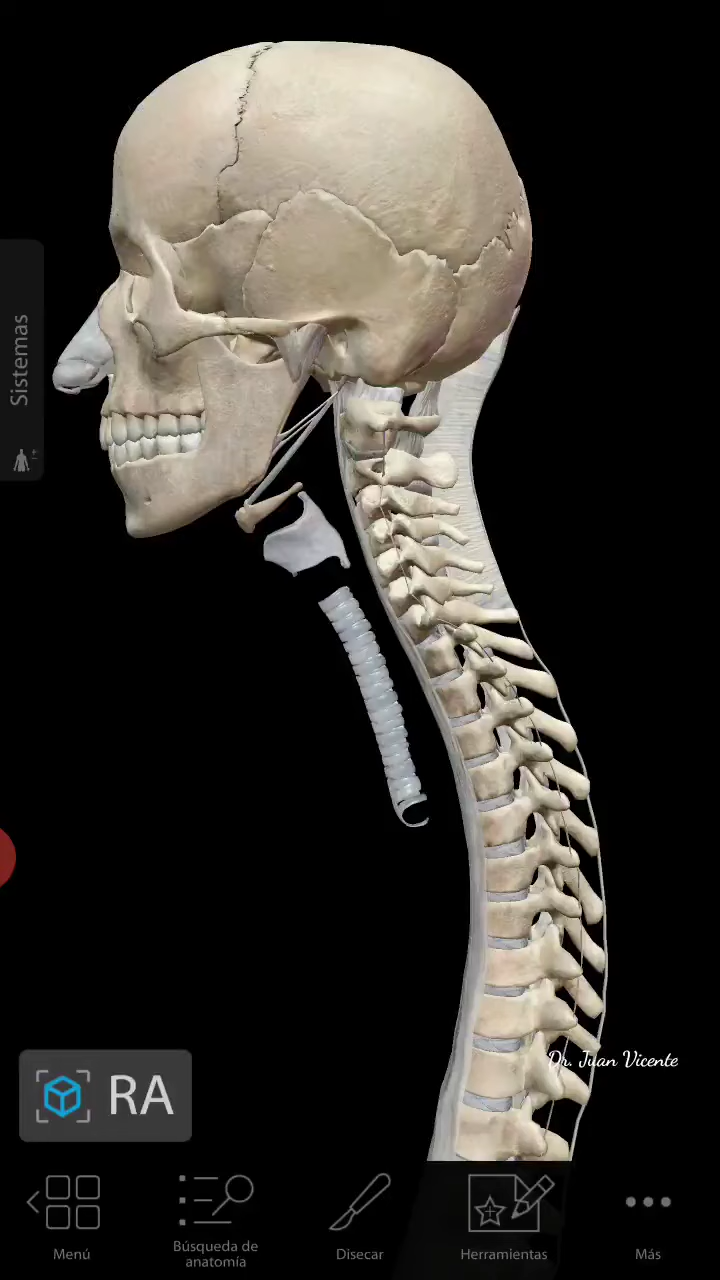 Sistemas
Dr. Juan Vicente
RA
Menú
Búsqueda de
anatomía
Disecar
Herramientas
Más